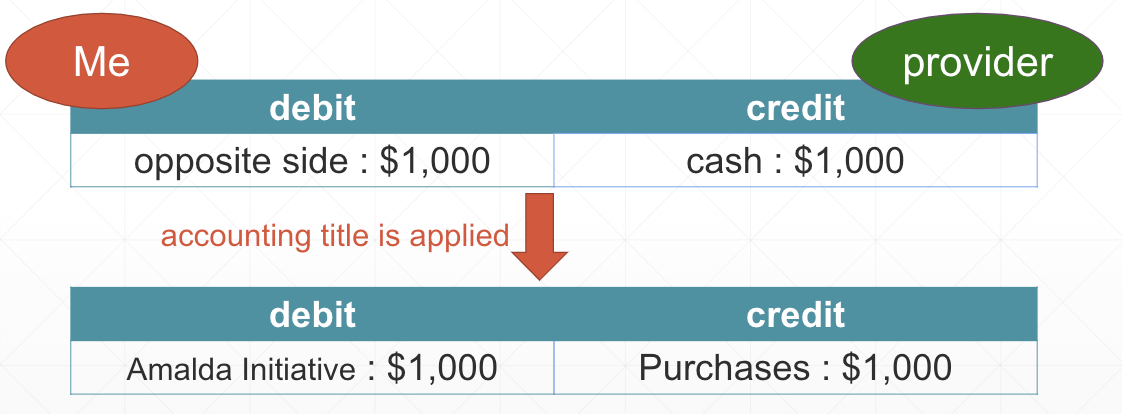 Me
provider
debit
credit
opposite side : $1,000
cash : $1,000
accounting title is applied
debit
credit
Amalda Initiative : $1,000
Purchases : $1,000